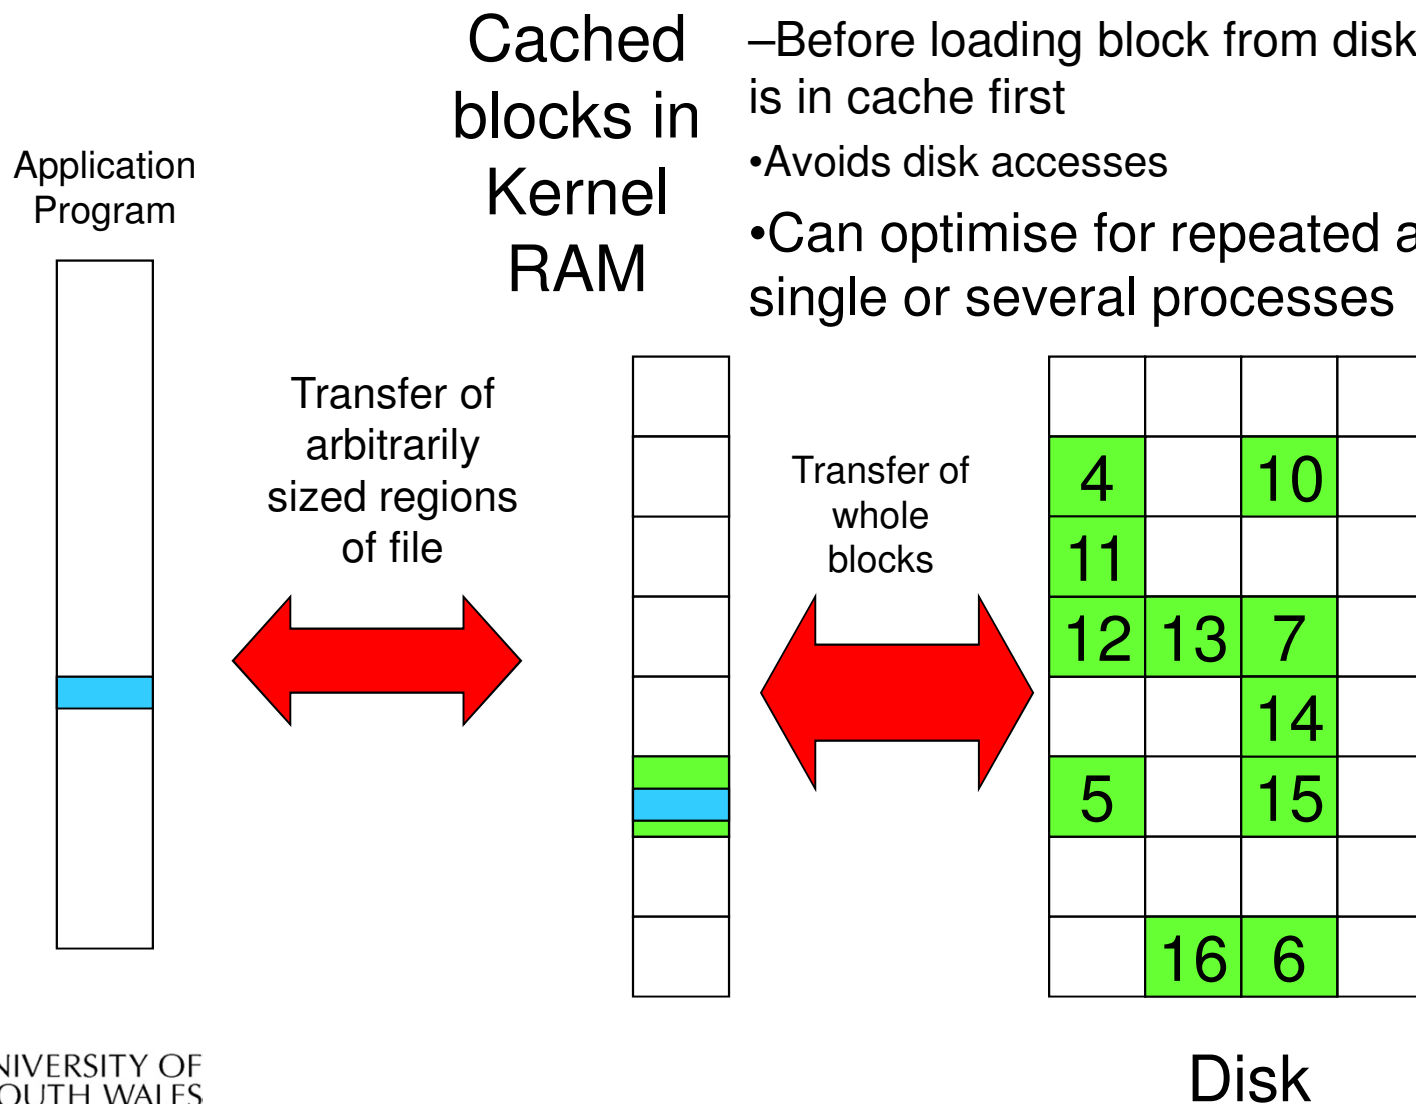 Cached
blocks in
Kernel
RAM
–Before loading block from disk
is in cache first
•Avoids disk accesses
•Can optimise for repeated a
single or several processes
Application
Program
Transfer of
arbitrarily
sized regions
of file
Transfer of
whole
blocks
4 10
11
12 13 7
14
5 15
16 6
Disk
NIVERSITY OF
OUTH WALES